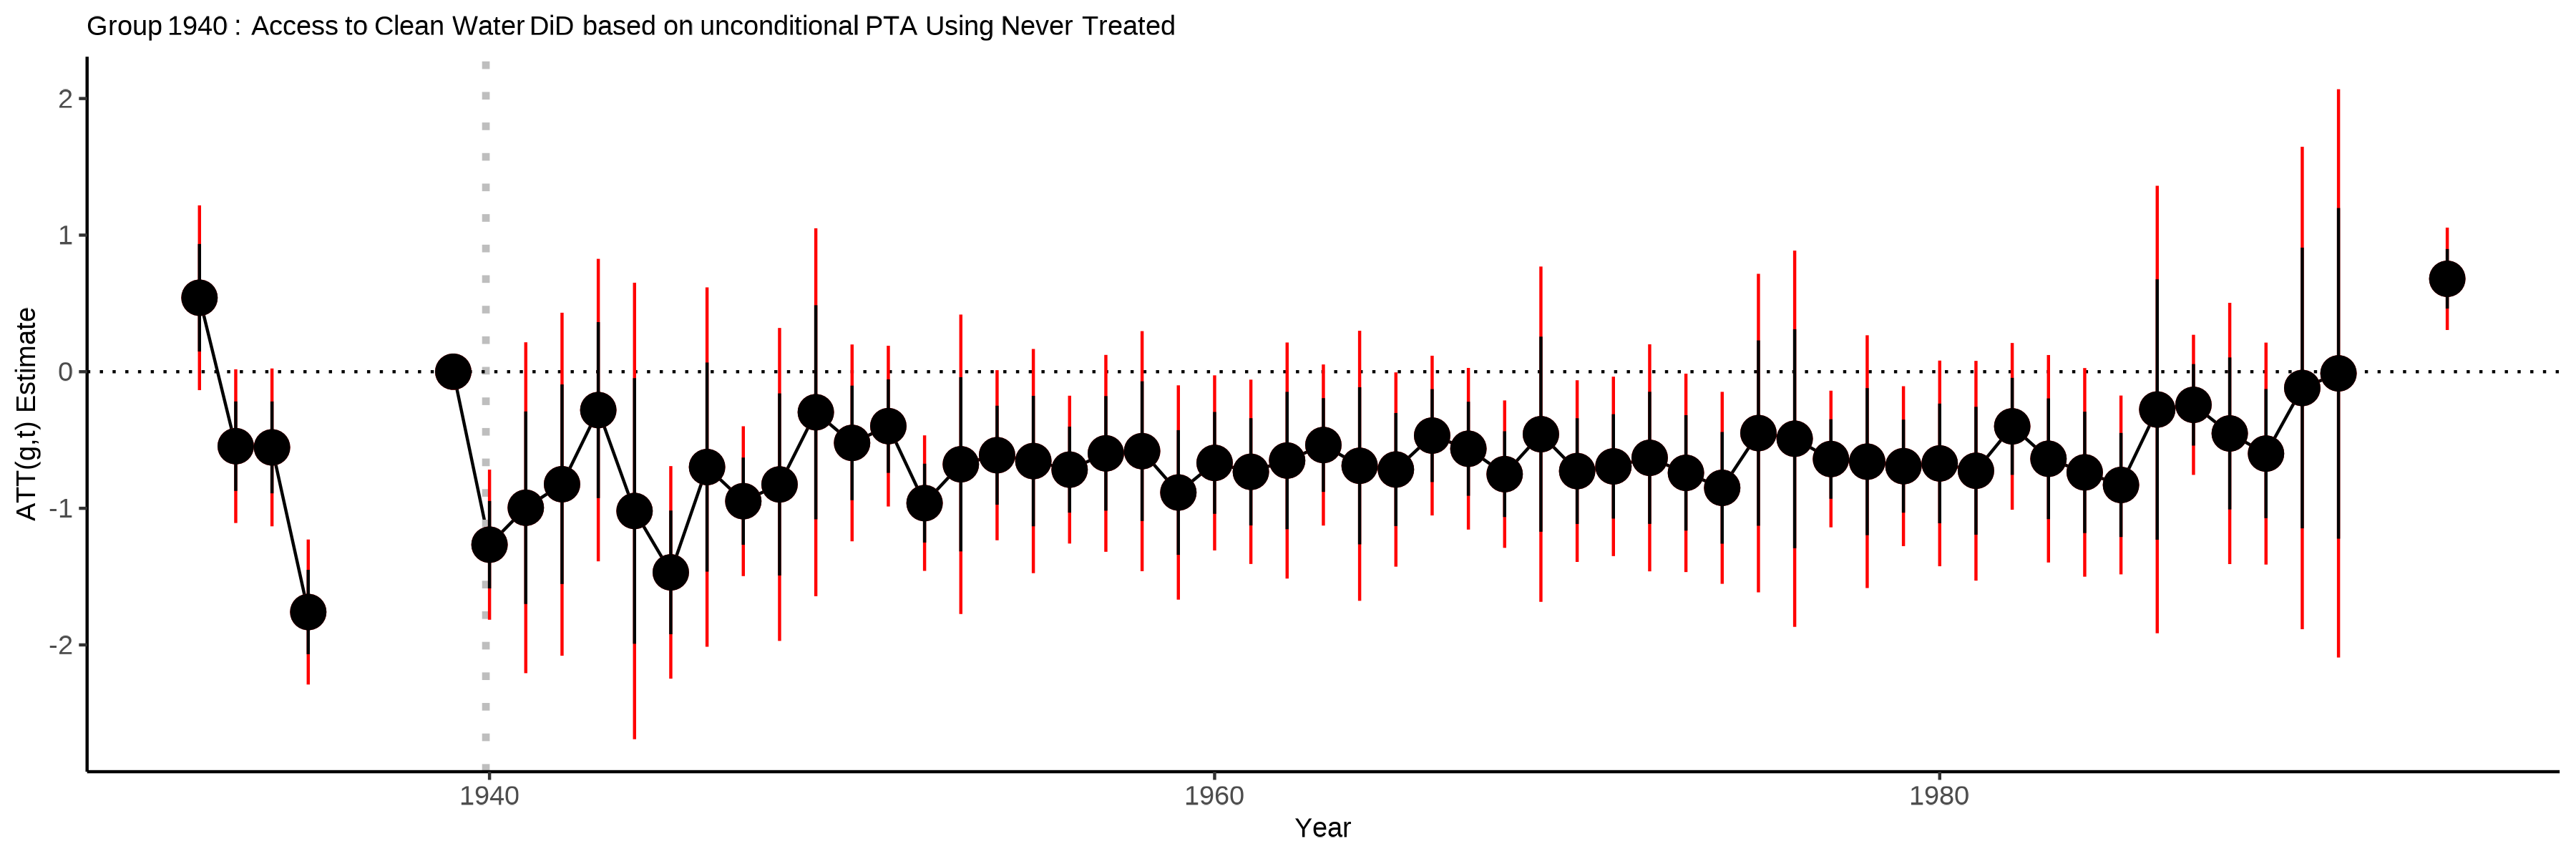 Group 1940 : Access to Clean Water DiD based on unconditional PTA Using Never Treated
ATT(g,t) Estimate
2
1
0
-1
-2
1940
1960
1980
Year